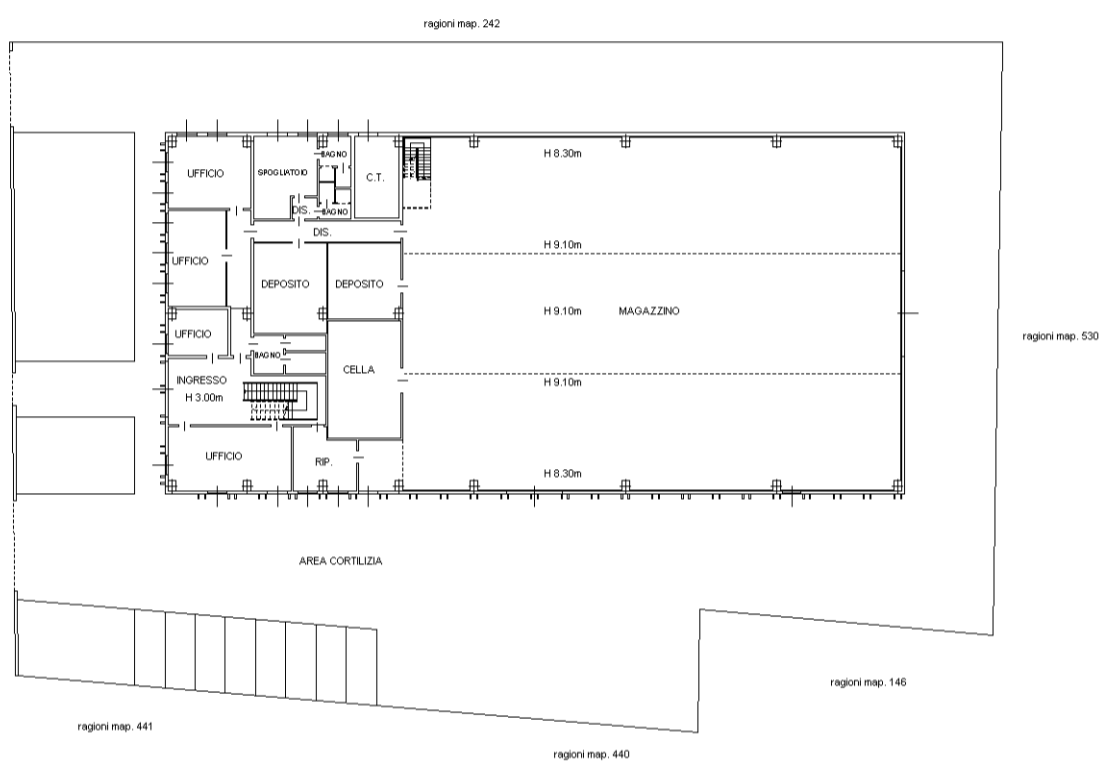 ragioni map. 242
H 8.30m
BAGNO
UFFICIO
SPOGLIATOIO
C.T.
DIS.
BAGNO
DIS.
H 9.10m
UFFICIO
DEPOSITO
DEPOSITO
H 9.10m
MAGAZZINO
UFFICIO
ragioni map. 530
BAGNO
CELLA
INGRESSO
H 3.00m
H 9.10m
UFFICIO
RIP.
H 8.30m
AREA CORTILIZIA
ragioni map. 146
ragioni map. 441
ragioni map. 440